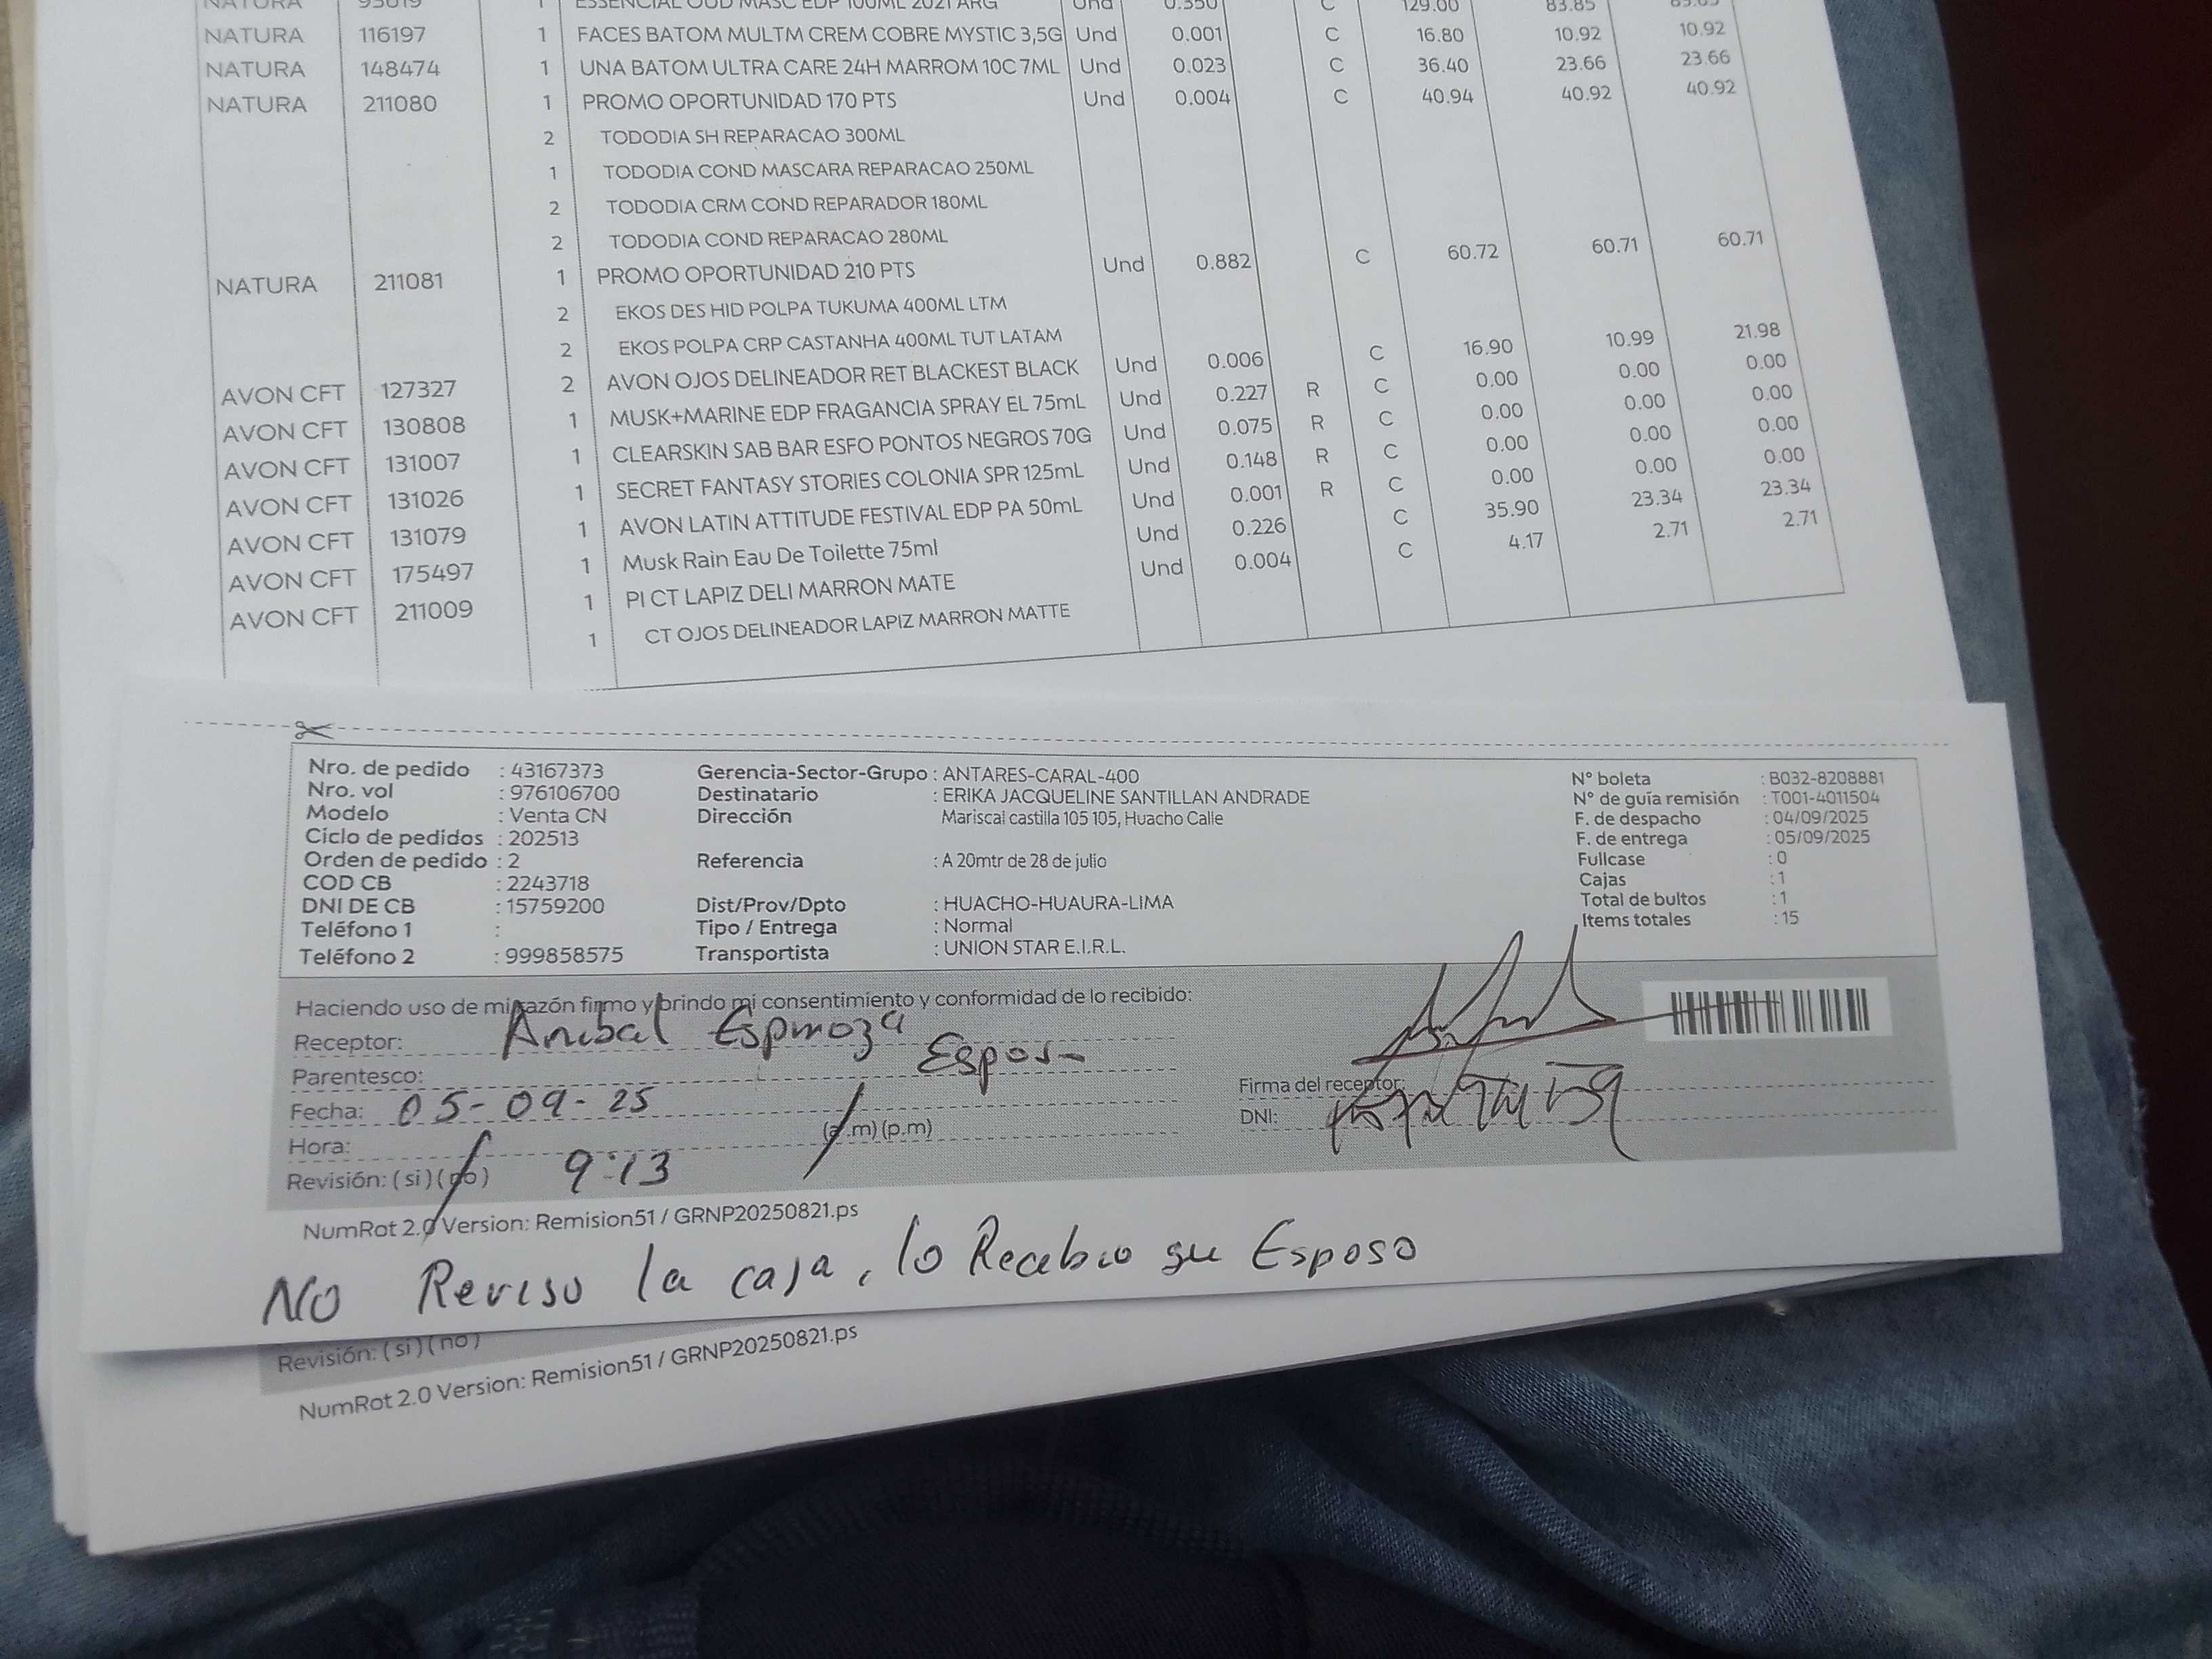 NATURA 93619 1 ESSENCIAL OUD MASC EDP 100ML 2021 ARG Und 0.350 C 129.00 83.85 83.85
NATURA 116197 1 FACES BATOM MULTM CREM COBRE MYSTIC 3,5G Und 0.001 C 16.80 10.92 10.92
NATURA 148474 1 UNA BATOM ULTRA CARE 24H MARROM 10C 7ML Und 0.023 C 36.40 23.66 23.66
NATURA 211080 1 PROMO OPORTUNIDAD 170 PTS Und 0.004 C 40.94 40.92 40.92
2 TODODIA SH REPARACAO 300ML
1 TODODIA COND MASCARA REPARACAO 250ML
2 TODODIA CRM COND REPARADOR 180ML
2 TODODIA COND REPARACAO 280ML
NATURA 211081 1 PROMO OPORTUNIDAD 210 PTS Und 0.882 C 60.72 60.71 60.71
2 EKOS DES HID POLPA TUKUMA 400ML LTM
2 EKOS POLPA CRP CASTANHA 400ML TUT LATAM
AVON CFT 127327 2 AVON OJOS DELINEADOR RET BLACKEST BLACK Und 0.006 C 16.90 10.99 21.98
AVON CFT 130808 1 MUSK+MARINE EDP FRAGANCIA SPRAY EL 75mL Und 0.227 R C 0.00 0.00 0.00
AVON CFT 131007 1 CLEARSKIN SAB BAR ESFO PONTOS NEGROS 70G Und 0.075 R C 0.00 0.00 0.00
AVON CFT 131026 1 SECRET FANTASY STORIES COLONIA SPR 125mL Und 0.148 R C 0.00 0.00 0.00
AVON CFT 131079 1 AVON LATIN ATTITUDE FESTIVAL EDP PA 50mL Und 0.001 R C 0.00 0.00 0.00
AVON CFT 175497 1 Musk Rain Eau De Toilette 75ml Und 0.226 C 35.90 23.34 23.34
AVON CFT 211009 1 PI CT LAPIZ DELI MARRON MATE Und 0.004 C 4.17 2.71 2.71
1 CT OJOS DELINEADOR LAPIZ MARRON MATTE
Nro. de pedido : 43167373 Gerencia-Sector-Grupo : ANTARES-CARAL-400 N° boleta : B032-8208881
Nro. vol : 976106700 Destinatario : ERIKA JACQUELINE SANTILLAN ANDRADE N° de guía remisión : T001-4011504
Modelo : Venta CN Dirección Mariscal castilla 105 105, Huacho Calle F. de despacho : 04/09/2025
Ciclo de pedidos : 202513 F. de entrega : 05/09/2025
Orden de pedido : 2 Referencia : A 20mtr de 28 de julio Fullcase : 0
COD CB : 2243718 Cajas : 1
DNI DE CB : 15759200 Dist/Prov/Dpto : HUACHO-HUAURA-LIMA Total de bultos : 1
Teléfono 1 : Tipo / Entrega : Normal Items totales : 15
Teléfono 2 : 999858575 Transportista : UNION STAR E.I.R.L.
Haciendo uso de mi razón firmo y brindo mi consentimiento y conformidad de lo recibido:
Receptor: Anibal Espinoza
Parentesco: Esposo
Firma del receptor:
Fecha: 05-09-25
DNI:
Hora: 9:13 (a.m) (p.m)
Revisión: (si) (no)
NumRot 2.0 Version: Remision51 / GRNP20250821.ps
NO Reviso la caja, lo Recebio su Esposo
Revisión: (si) (no)
NumRot 2.0 Version: Remision51 / GRNP20250821.ps